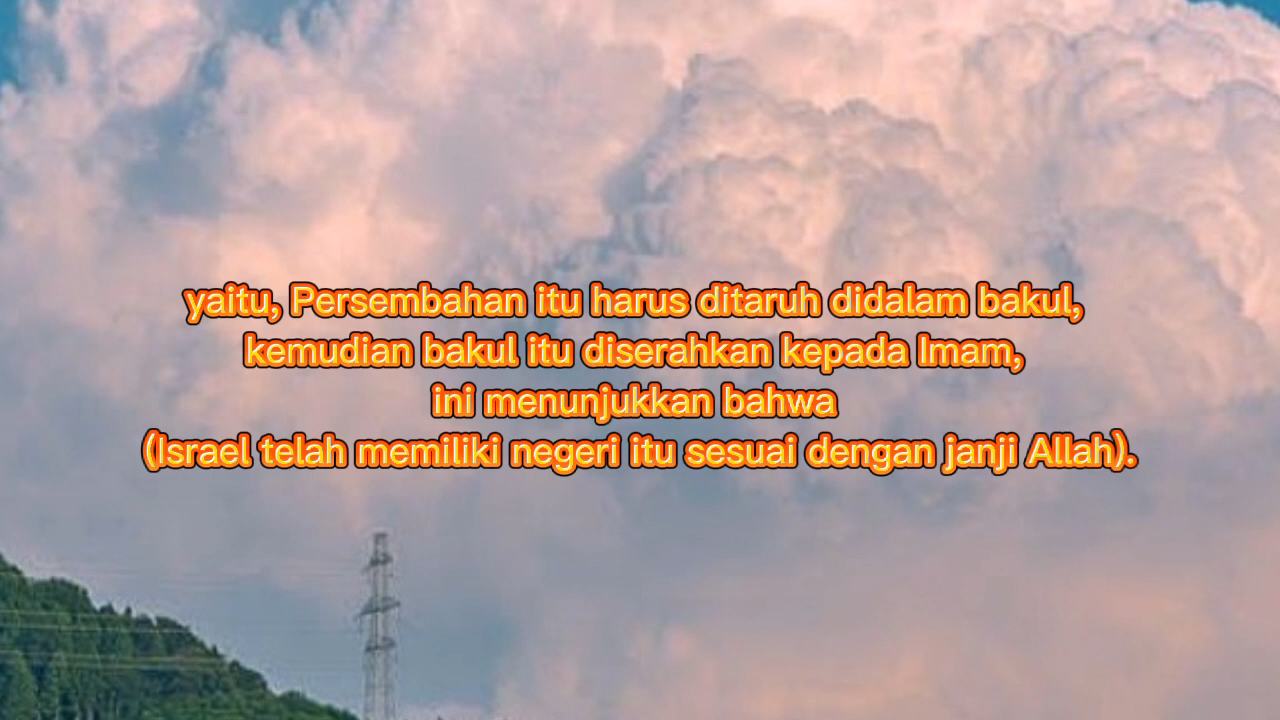 yaitu, Persembahan itu harus ditaruh didalam bakul,
kemudian bakul itu diserahkan kepada Imam,
ini menunjukkan bahwa
(Israel telah memiliki negeri itu sesuai dengan janji Allah).